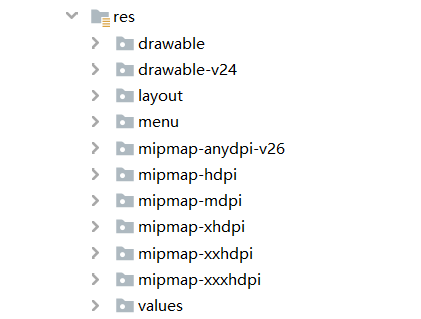 res
drawable
drawable-v24
layout
menu
mipmap-anydpi-v26
mipmap-hdpi
mipmap-mdpi
mipmap-xhdpi
mipmap-xxhdpi
mipmap-xxxhdpi
values